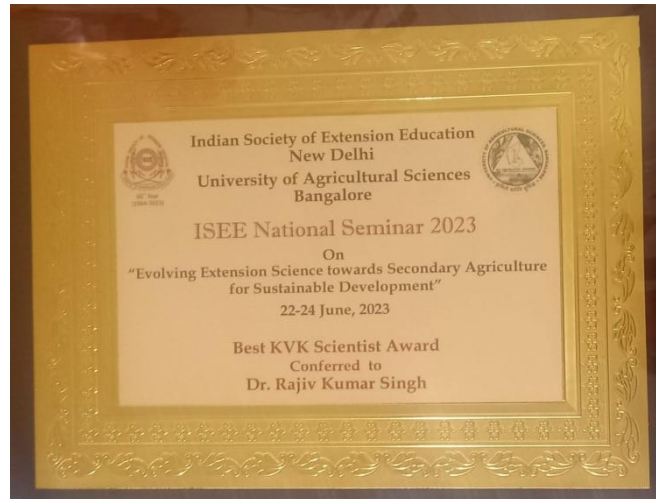 Indian Society of Extension Education
New Delhi
University of Agricultural Sciences
Bangalore
ISEE National Seminar 2023
On
"Evolving Extension Science towards Secondary Agriculture
for Sustainable Development"
22-24 June, 2023
Best KVK Scientist Award
Conferred to
Dr. Rajiv Kumar Singh